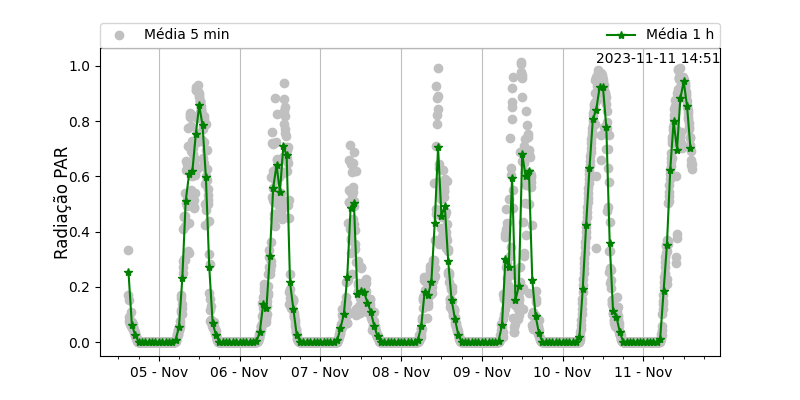 Média 5 min
Média 1 h
2023-11-11 14:51
Radiação PAR
1.0
0.8
0.6
0.4
0.2
0.0
05 - Nov
06 - Nov
07 - Nov
08 - Nov
09 - Nov
10 - Nov
11 - Nov